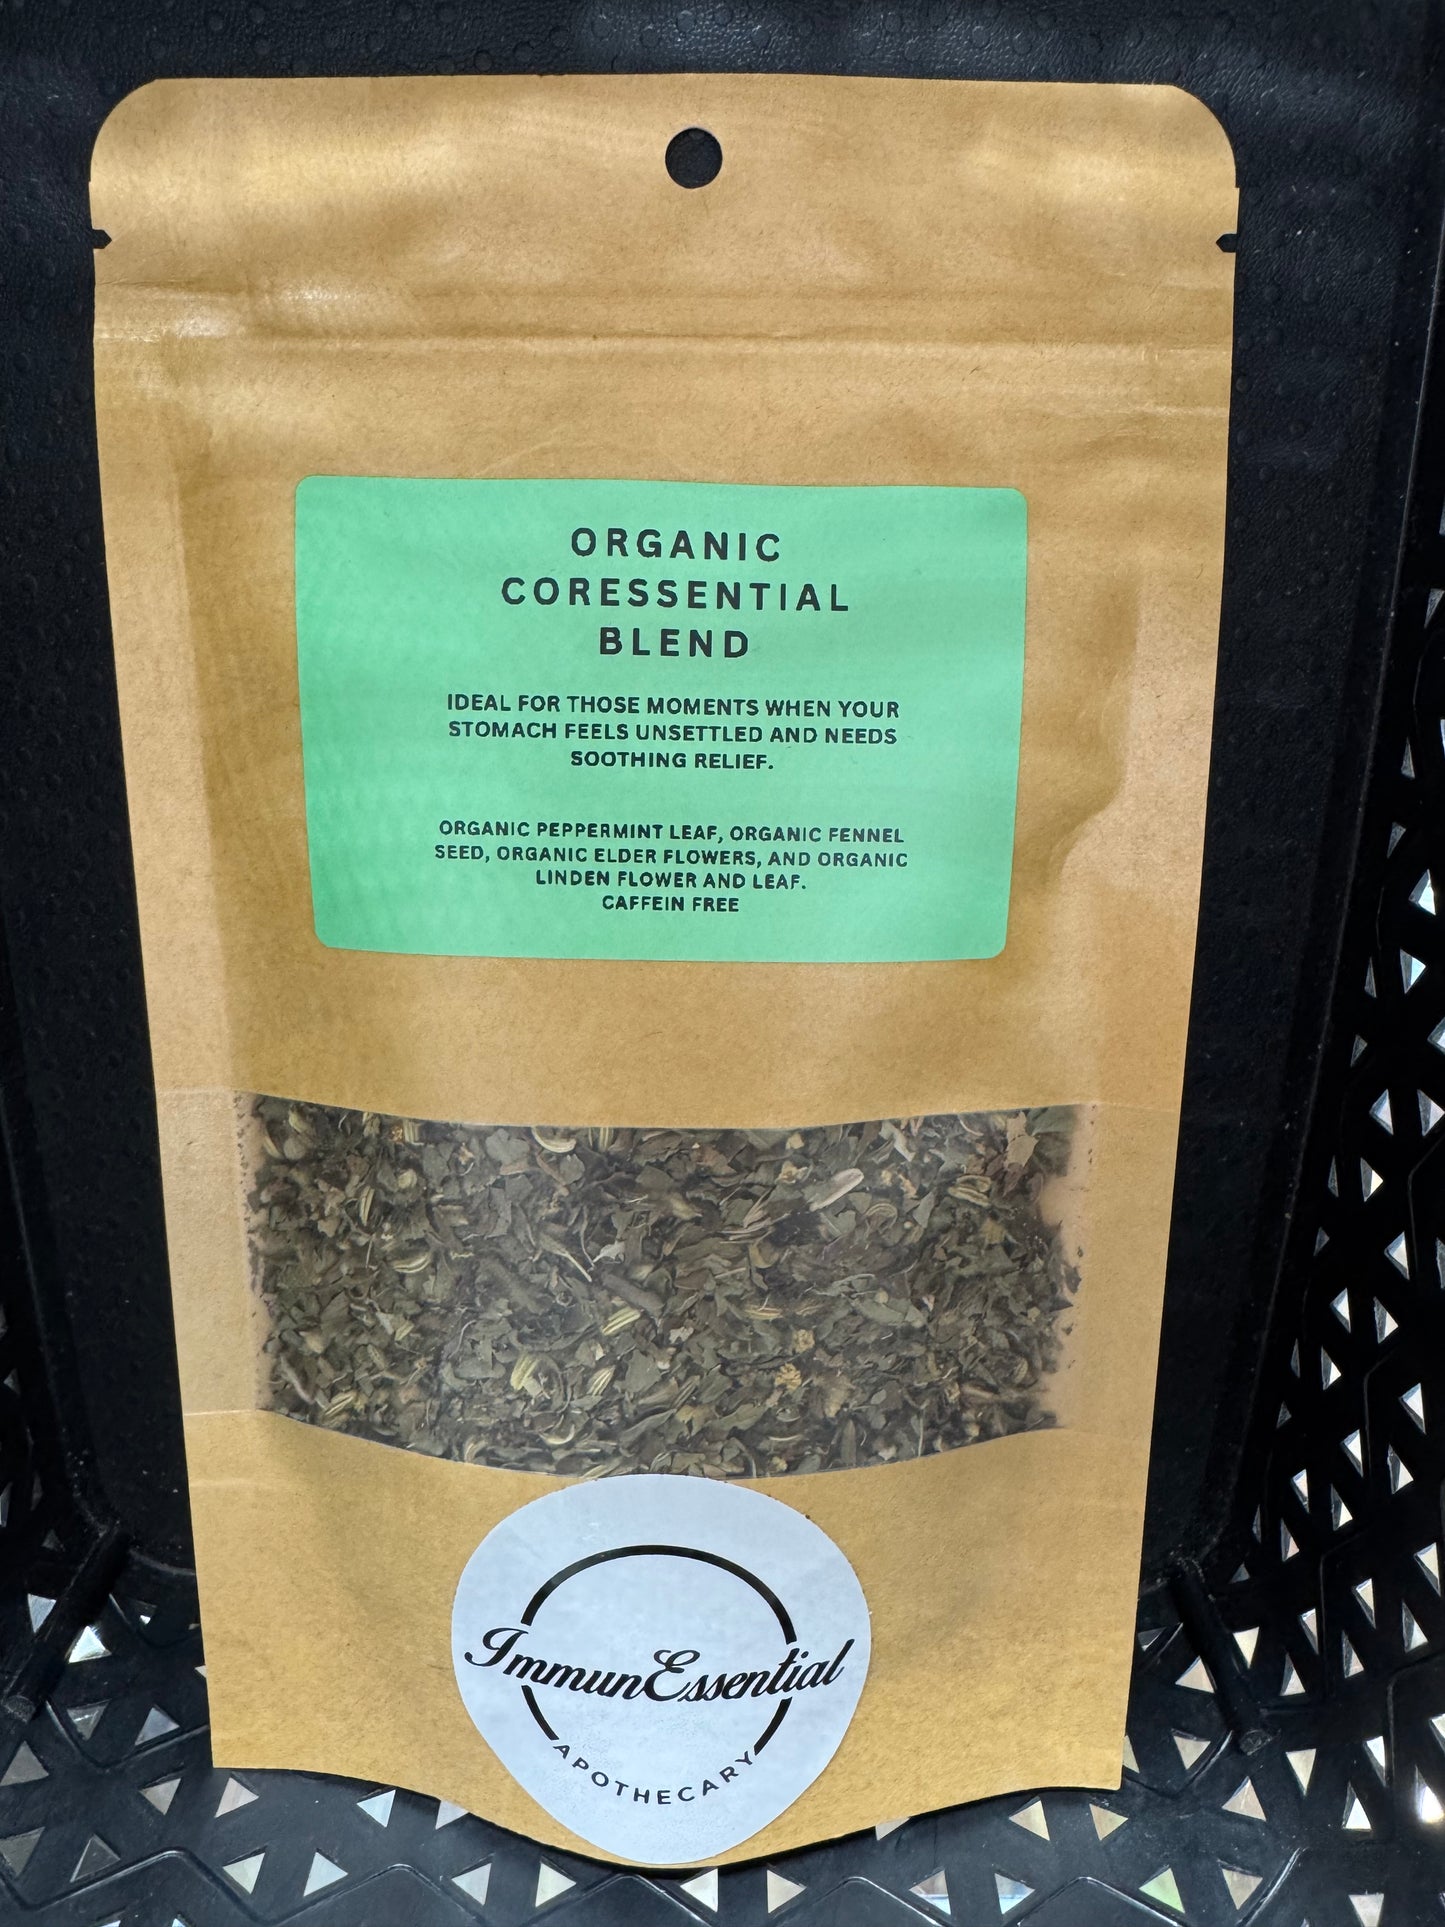 ORGANIC
CORESSENTIAL
BLEND
IDEAL FOR THOSE MOMENTS WHEN YOUR
STOMACH FEELS UNSETTLED AND NEEDS
SOOTHING RELIEF.
ORGANIC PEPPERMINT LEAF, ORGANIC FENNEL
SEED, ORGANIC ELDER FLOWERS, AND ORGANIC
LINDEN FLOWER AND LEAF.
CAFFEIN FREE
ImmunEssential
APOTHECARY